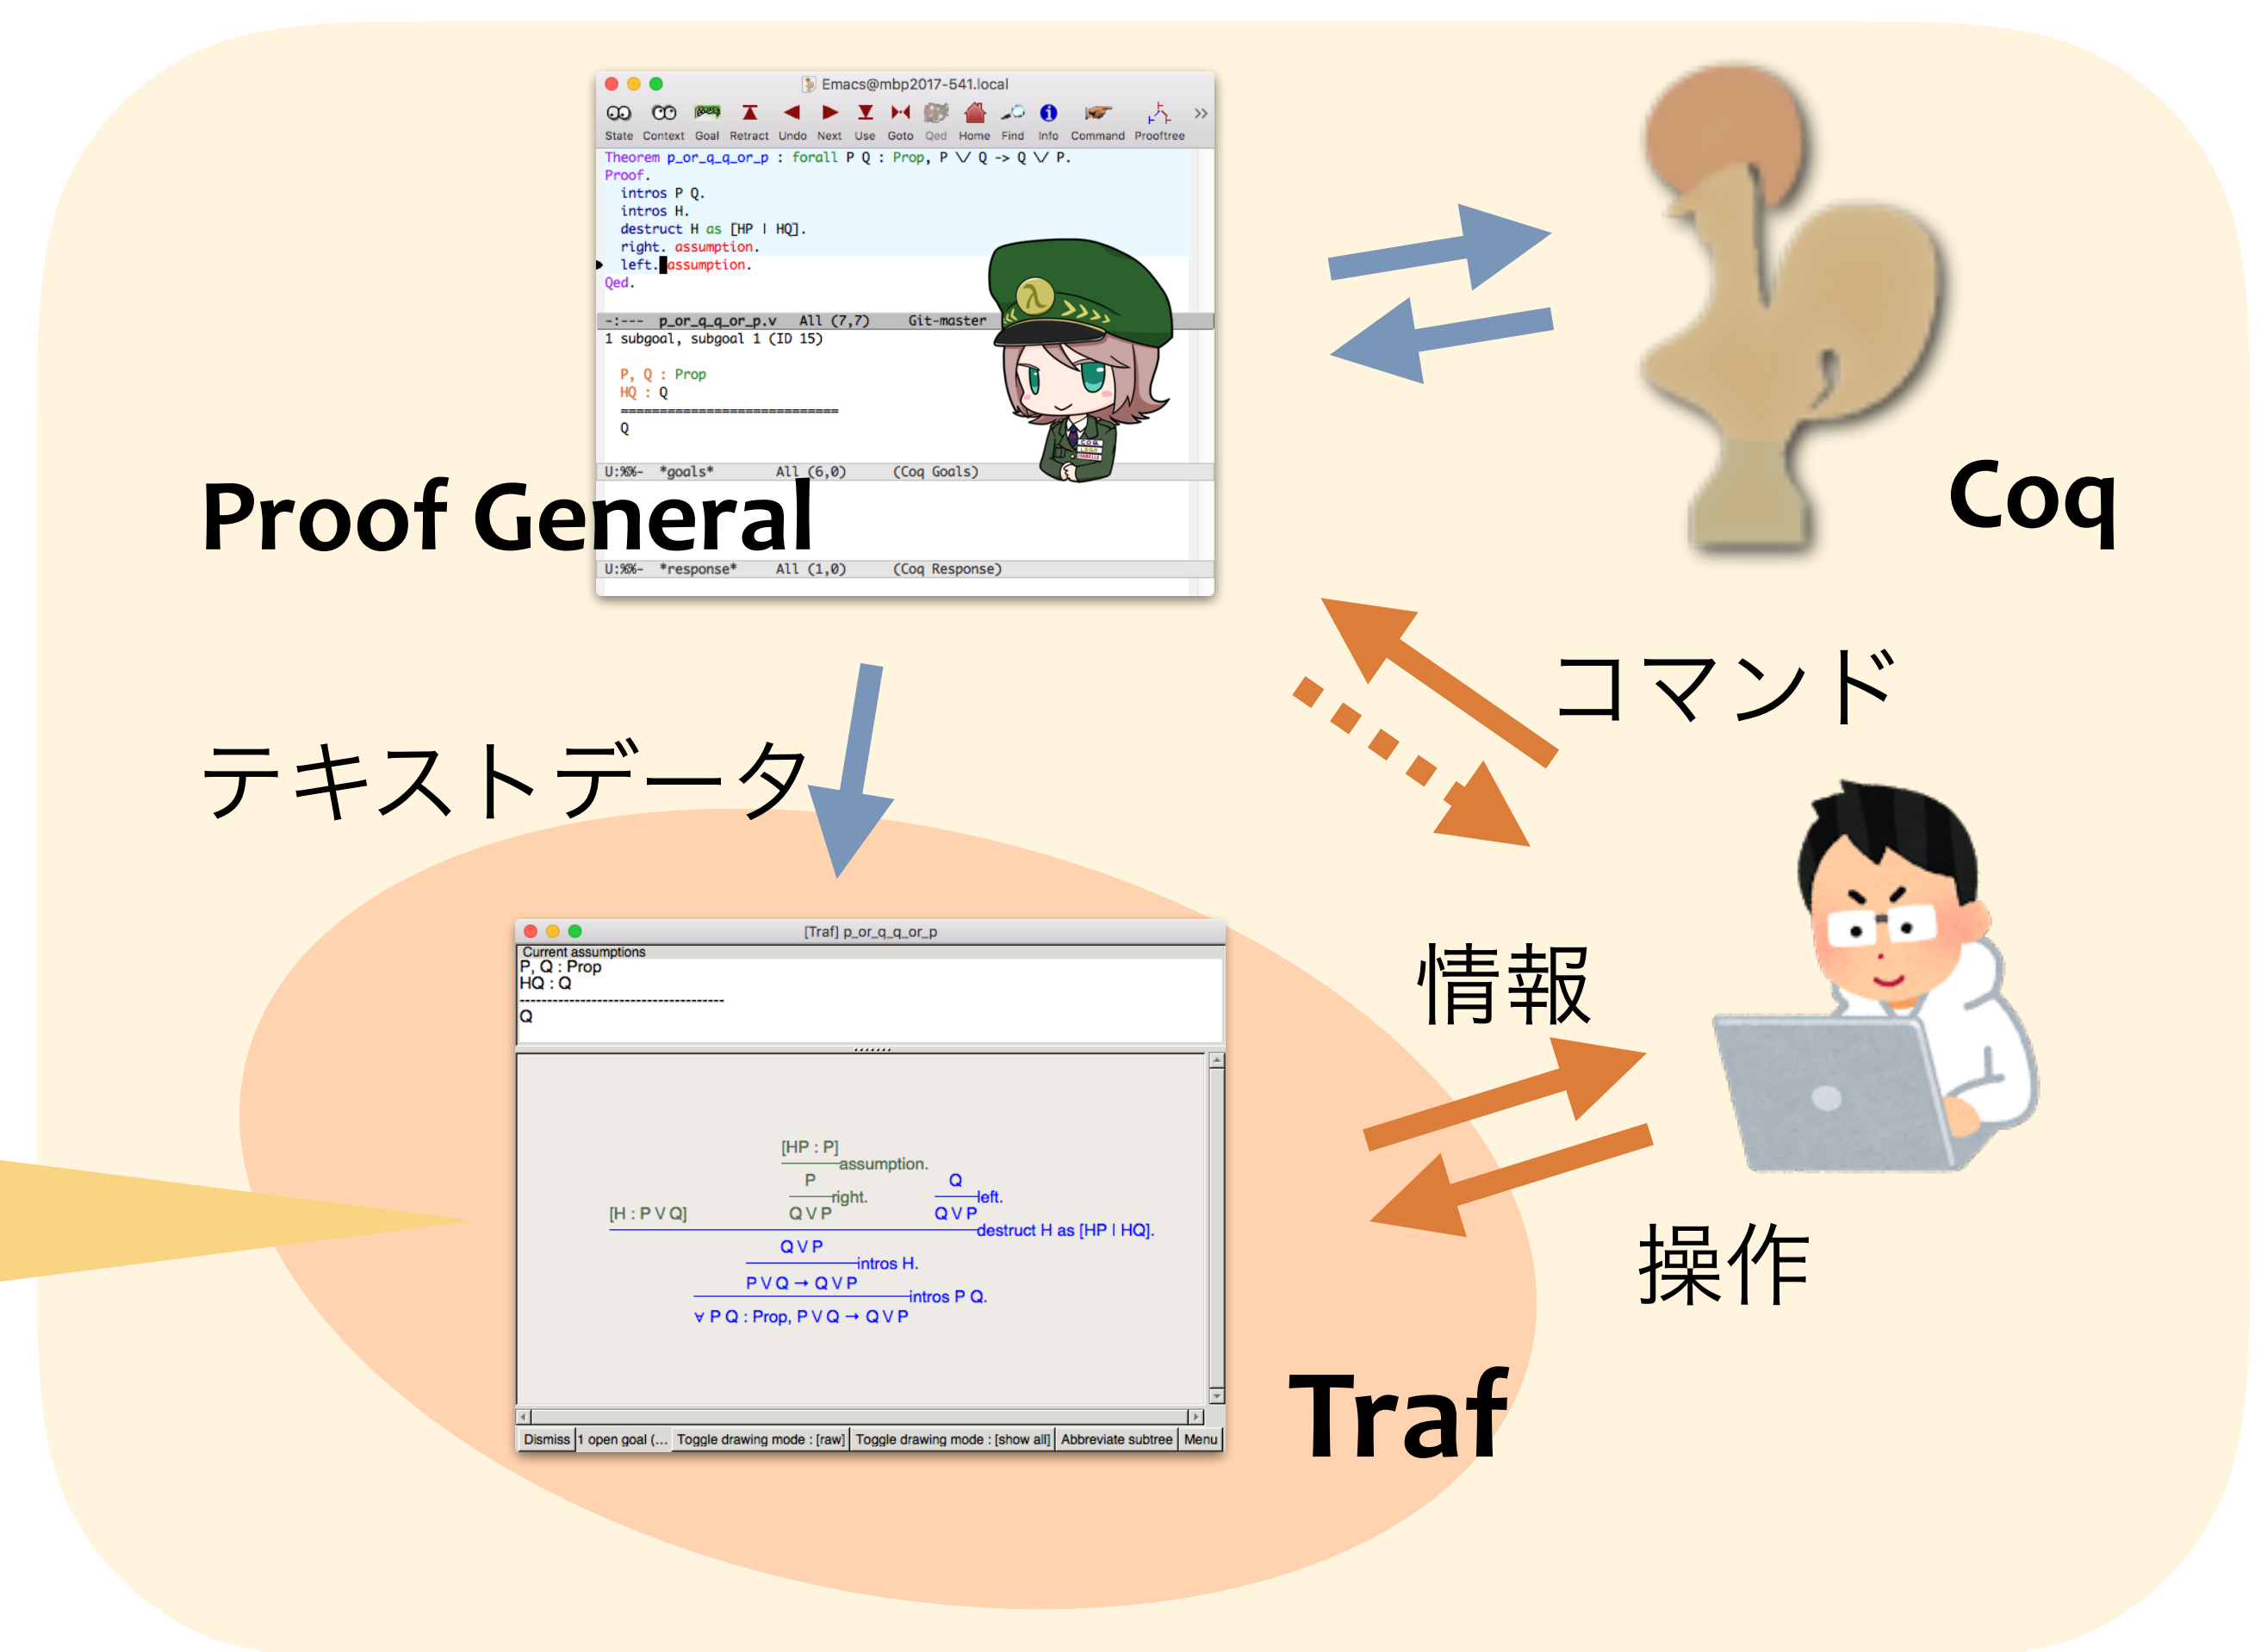 Emacs@mbp2017-541.local
State Context Goal Retract Undo Next Use Goto Qed Home Find Info Command Prooftree
Theorem p_or_q_q_or_p : forall P Q : Prop, P \/ Q -> Q \/ P.
Proof.
intros P Q.
intros H.
destruct H as [HP | HQ].
right. assumption.
left. assumption.
Qed.
-:--- p_or_q_q_or_p.v All (7,7) Git-master
1 subgoal, subgoal 1 (ID 15)
P, Q : Prop
HQ : Q
============================
Q
U:%%- *goals* All (6,0) (Coq Goals)
U:%%- *response* All (1,0) (Coq Response)
λ
COQ
ISABELLE
Proof General
Coq
コマンド
テキストデータ
情報
操作
[Traf] p_or_q_q_or_p
Current assumptions
P, Q : Prop
HQ : Q
-------------------------------------
Q
[HP : P]
assumption.
P
right.
Q
left.
[H : P ∨ Q]
Q ∨ P
Q ∨ P
destruct H as [HP | HQ].
Q ∨ P
intros H.
P ∨ Q → Q ∨ P
intros P Q.
∀ P Q : Prop, P ∨ Q → Q ∨ P
Dismiss 1 open goal (... Toggle drawing mode : [raw] Toggle drawing mode : [show all] Abbreviate subtree Menu
Traf